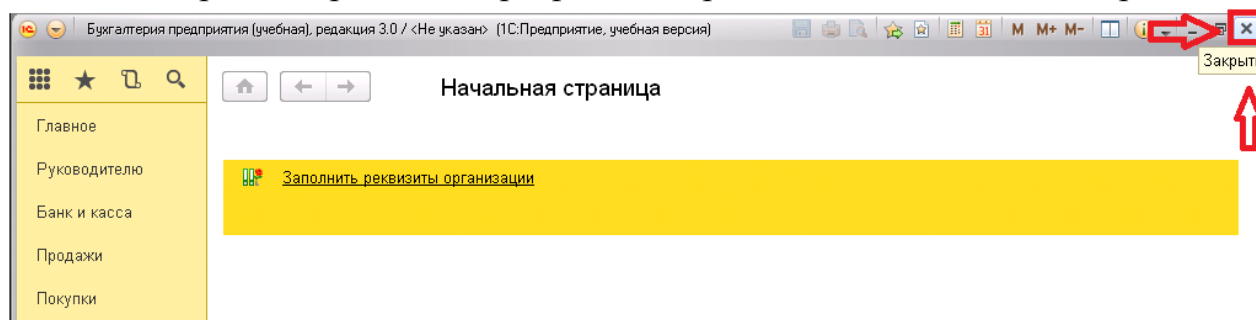 Бухгалтерия предприятия (учебная), редакция 3.0 / <Не указан> (1С:Предприятие, учебная версия)
31 M M+ M-
Закрыт
Начальная страница
Главное
Руководителю
Заполнить реквизиты организации
Банк и касса
Продажи
Покупки